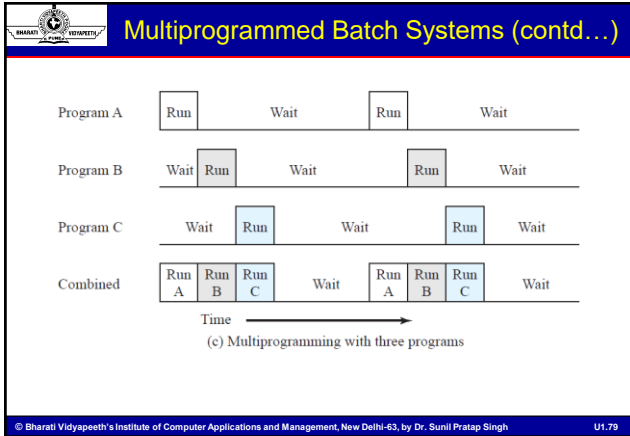 BHARATI VIDYAPEETH
PUNE
Multiprogrammed Batch Systems (contd…)
Program A Run Wait Run Wait
Program B Wait Run Wait Run Wait
Program C Wait Run Wait Run Wait
Combined Run A Run B Run C Wait Run A Run B Run C Wait
Time
(c) Multiprogramming with three programs
© Bharati Vidyapeeth's Institute of Computer Applications and Management, New Delhi-63, by Dr. Sunil Pratap Singh U1.79